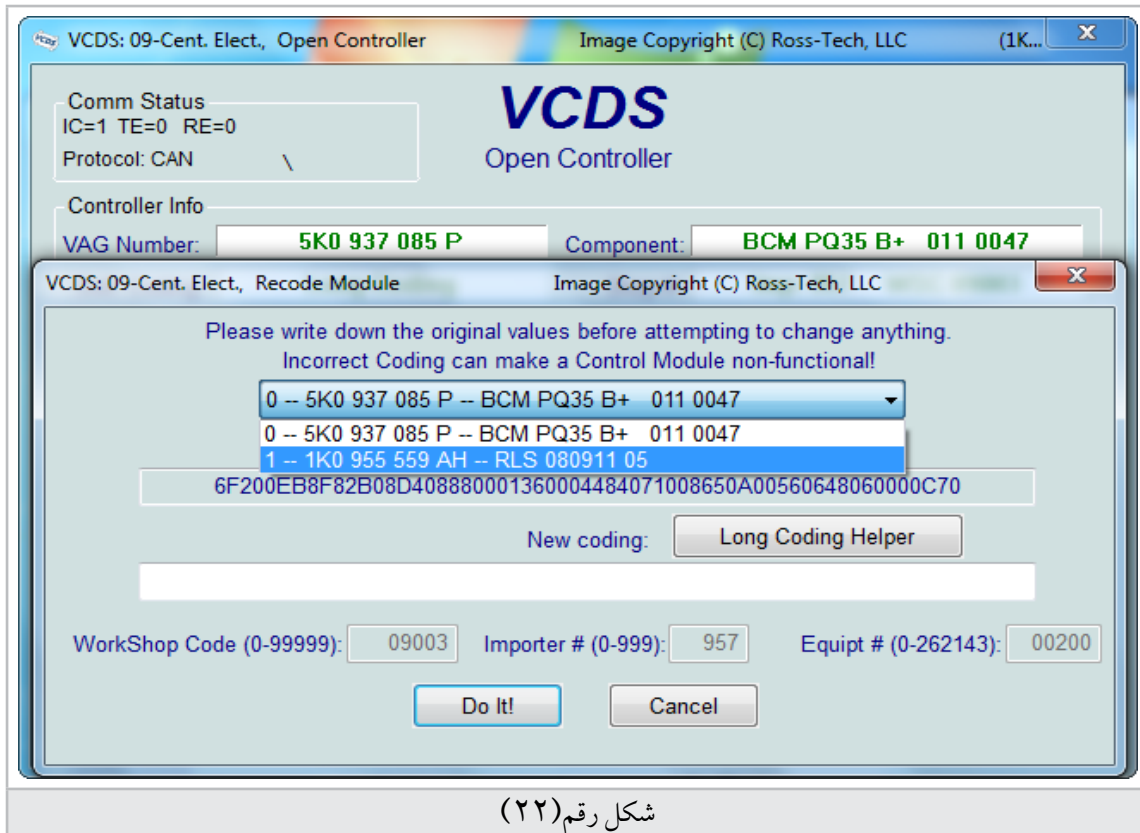 VCDS: 09-Cent. Elect., Open Controller Image Copyright (C) Ross-Tech, LLC (1K...
Comm Status
IC=1 TE=0 RE=0
Protocol: CAN \
VCDS
Open Controller
Controller Info
VAG Number: 5K0 937 085 P Component: BCM PQ35 B+ 011 0047
VCDS: 09-Cent. Elect., Recode Module Image Copyright (C) Ross-Tech, LLC
Please write down the original values before attempting to change anything.
Incorrect Coding can make a Control Module non-functional!
0 -- 5K0 937 085 P -- BCM PQ35 B+ 011 0047
0 -- 5K0 937 085 P -- BCM PQ35 B+ 011 0047
1 -- 1K0 955 559 AH -- RLS 080911 05
6F200EB8F82B08D408880001360004484071008650A00560648060000C70
New coding: Long Coding Helper
WorkShop Code (0-99999): 09003 Importer # (0-999): 957 Equipt # (0-262143): 00200
Do It! Cancel
شكل رقم(٢٢)